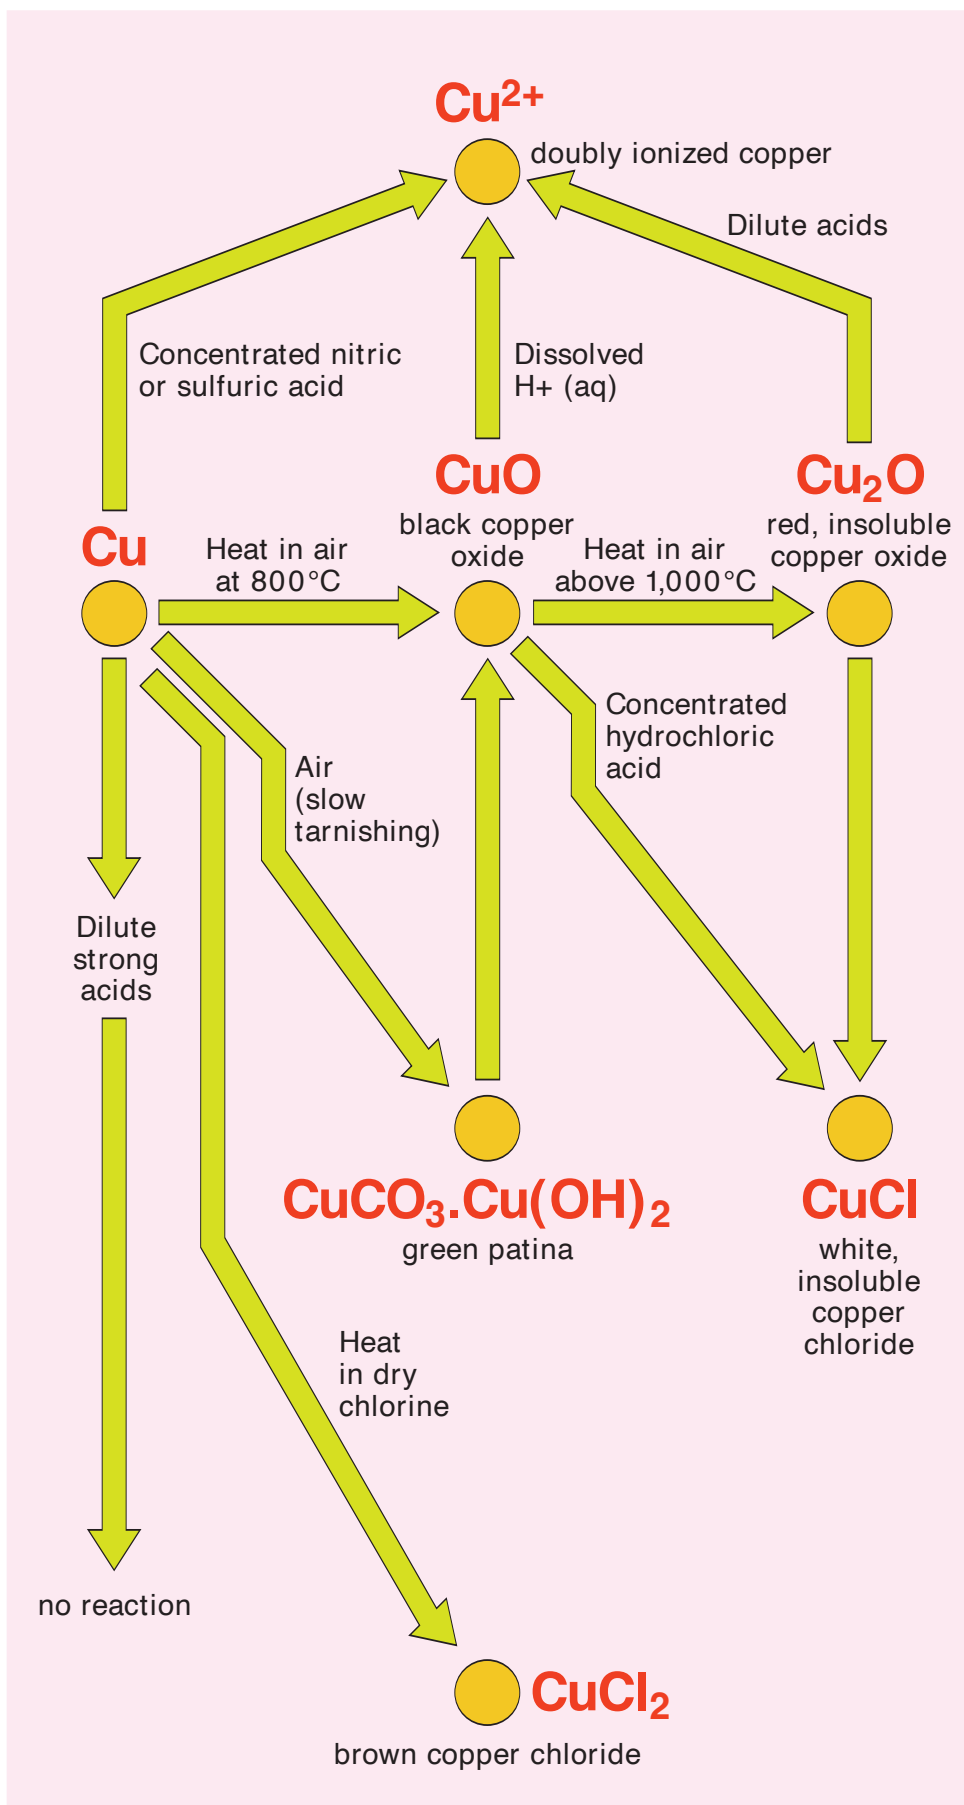 Cu2+
doubly ionized copper
Dilute acids
Concentrated nitric
or sulfuric acid
Dissolved
H+ (aq)
Cu
Heat in air
at 800°C
CuO
black copper
oxide
Heat in air
above 1,000°C
Cu2O
red, insoluble
copper oxide
Concentrated
hydrochloric
acid
Air
(slow
tarnishing)
Dilute
strong
acids
CuCO3.Cu(OH)2
green patina
CuCl
white,
insoluble
copper
chloride
Heat
in dry
chlorine
no reaction
CuCl2
brown copper chloride